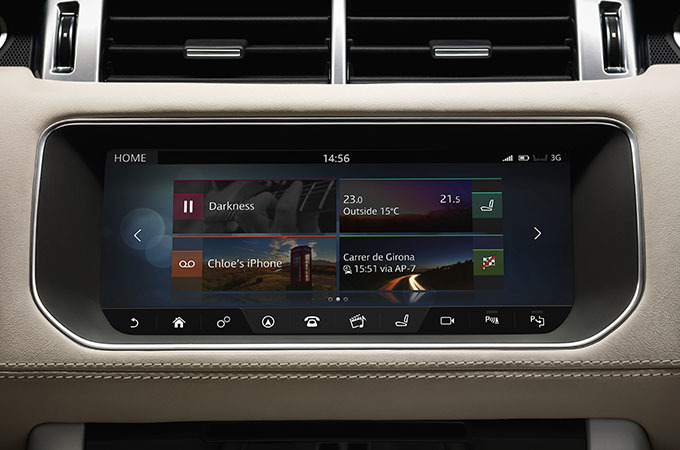 HOME
14:56
3G
Darkness
23.0
21.5
Outside 15°C
Chloe's iPhone
Carrer de Girona
15:51 via AP-7
P
P